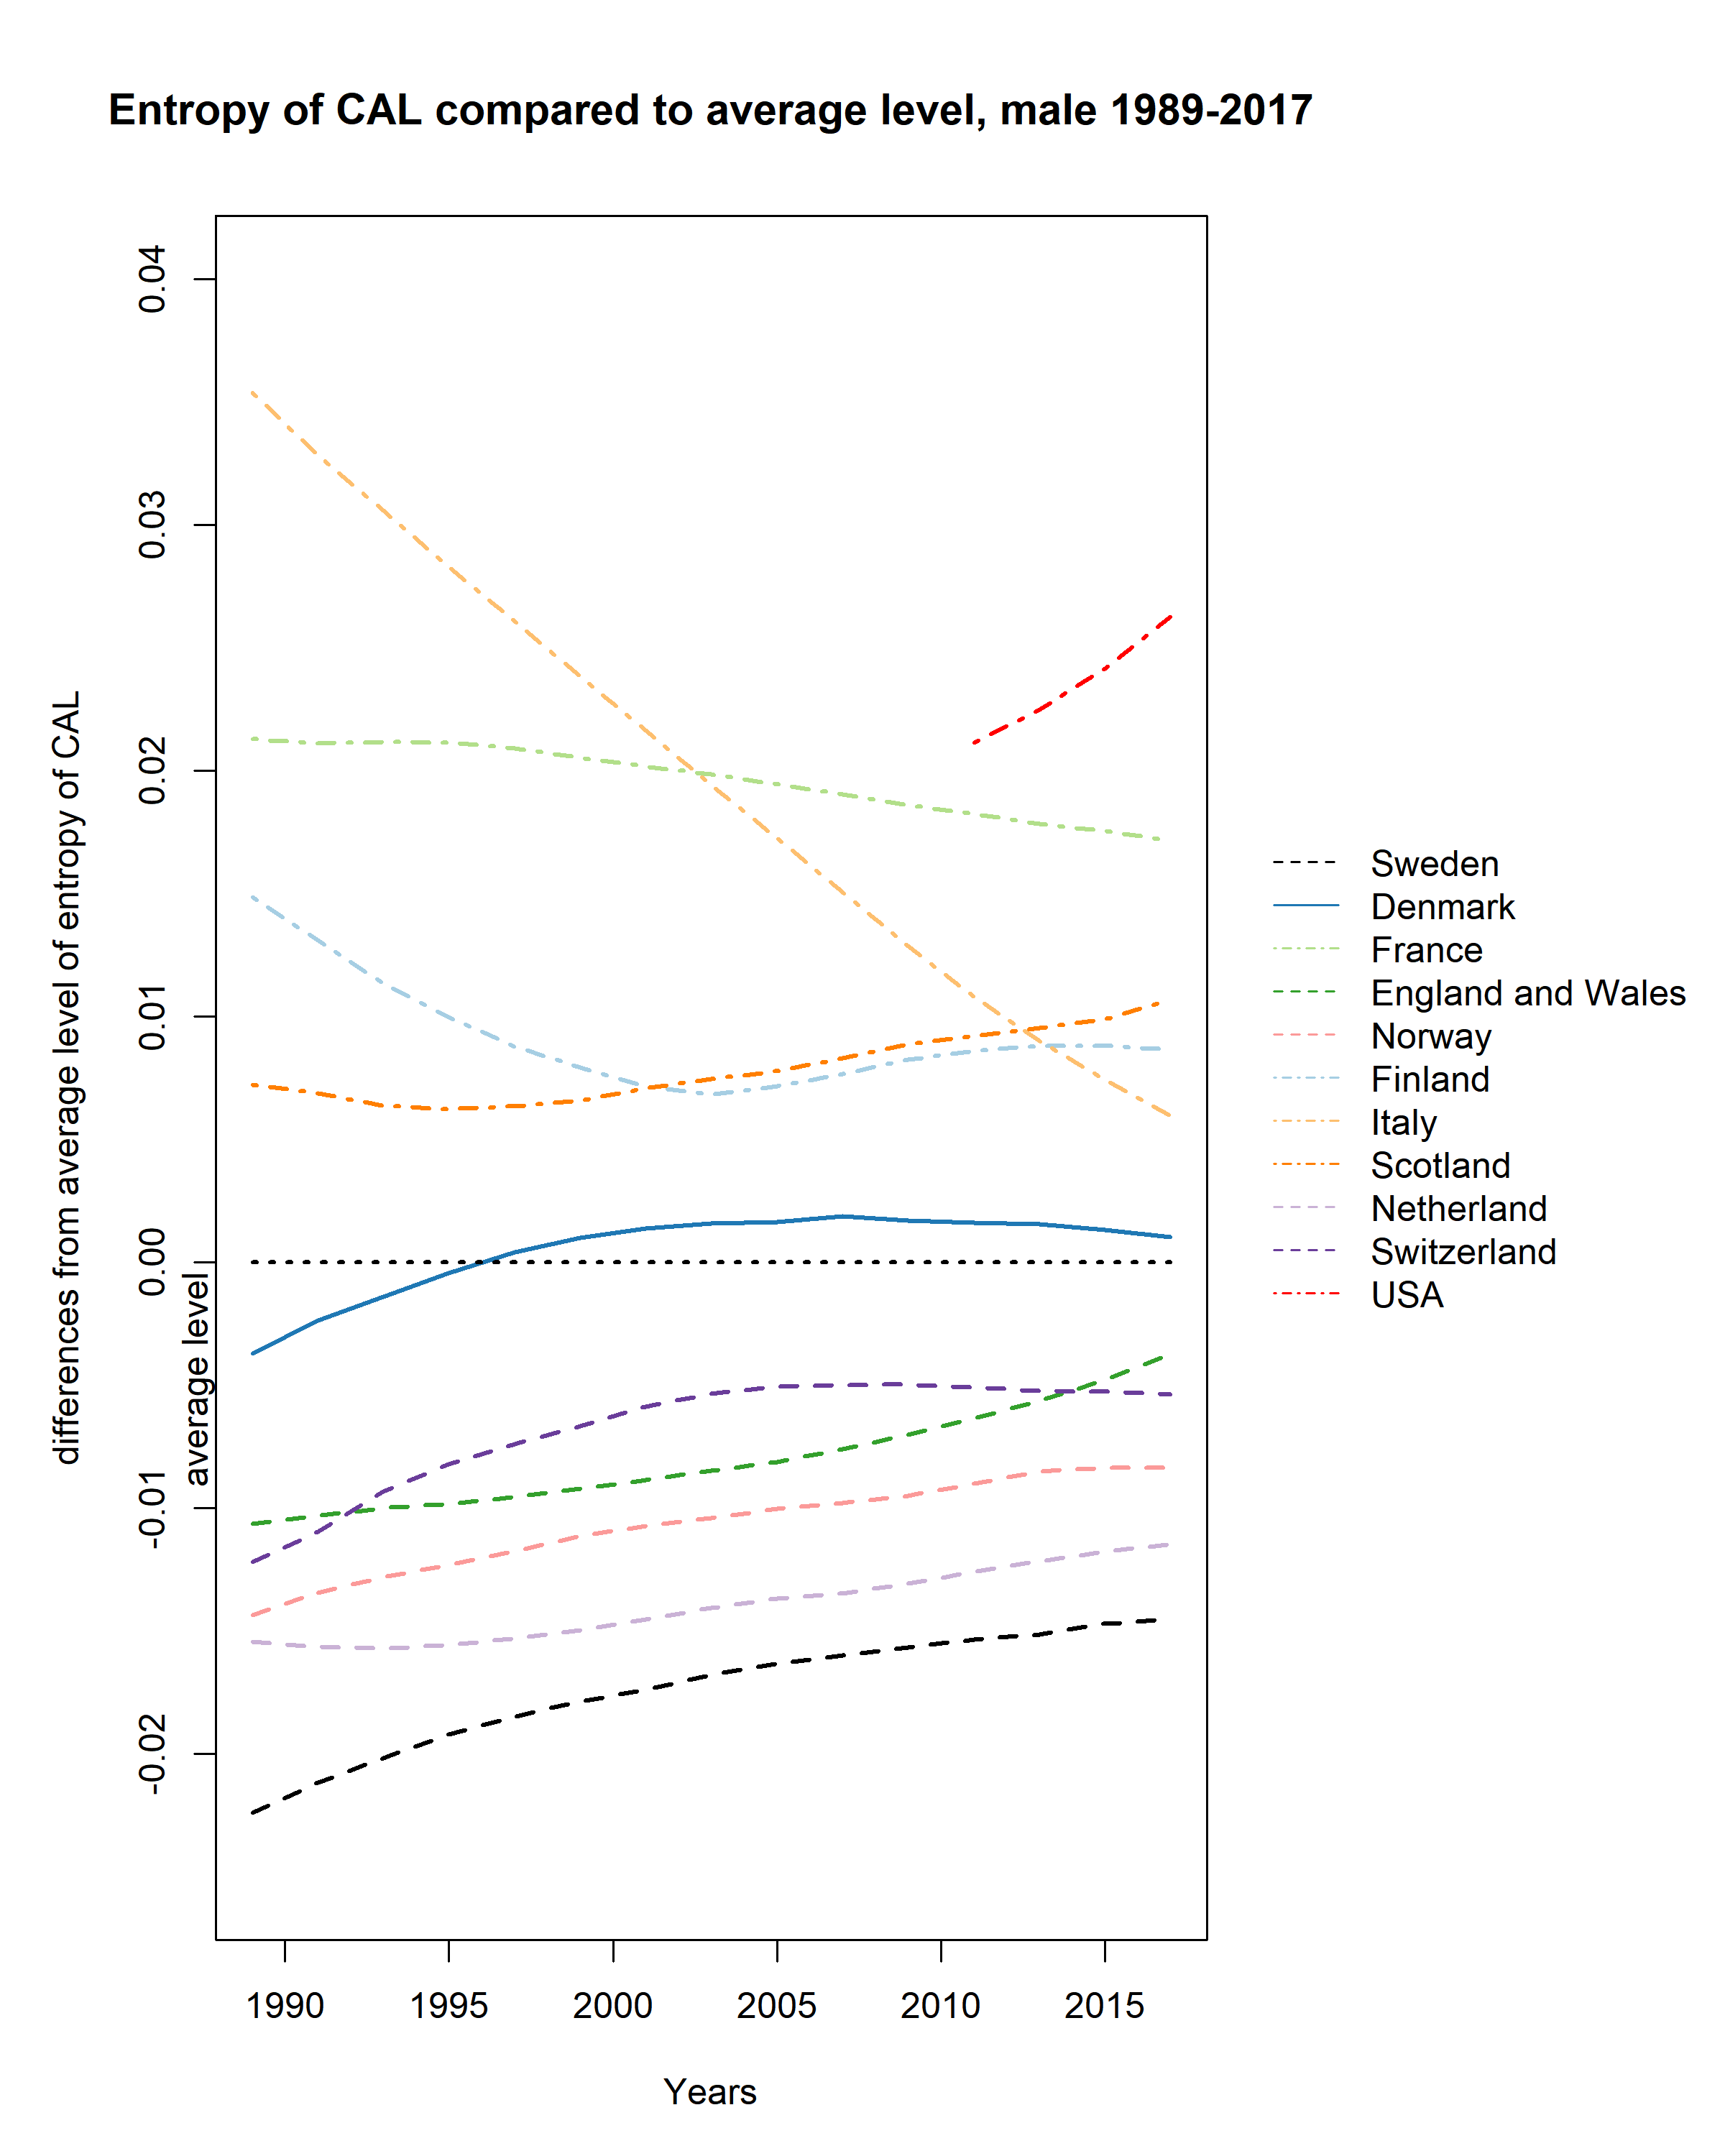 Entropy of CAL compared to average level, male 1989-2017
differences from average level of entropy of CAL
0.04
0.03
0.02
0.01
0.00
-0.01
-0.02
average level
1990 1995 2000 2005 2010 2015
Years
Sweden
Denmark
France
England and Wales
Norway
Finland
Italy
Scotland
Netherland
Switzerland
USA